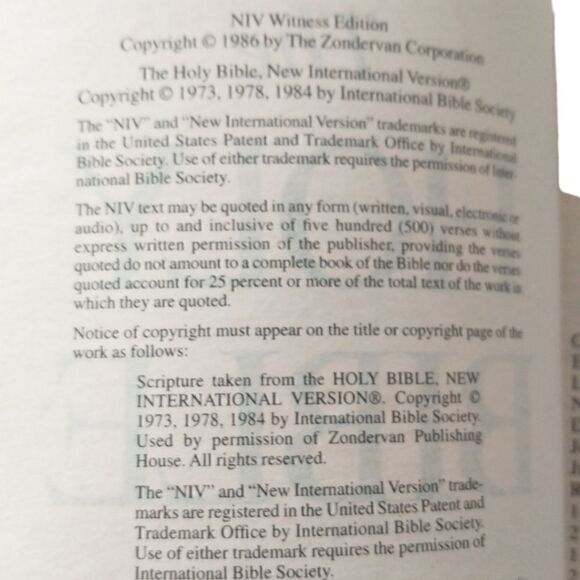 NIV Witness Edition
Copyright © 1986 by The Zondervan Corporation
The Holy Bible, New International Version®
Copyright © 1973, 1978, 1984 by International Bible Society
The “NIV” and “New International Version” trademarks are registered
in the United States Patent and Trademark Office by International
Bible Society. Use of either trademark requires the permission of Inter-
national Bible Society.
The NIV text may be quoted in any form (written, visual, electronic or
audio), up to and inclusive of five hundred (500) verses without
express written permission of the publisher, providing the verses
quoted do not amount to a complete book of the Bible nor do the verses
quoted account for 25 percent or more of the total text of the work in
which they are quoted.
Notice of copyright must appear on the title or copyright page of the
work as follows:
Scripture taken from the HOLY BIBLE, NEW
INTERNATIONAL VERSION®. Copyright ©
1973, 1978, 1984 by International Bible Society.
Used by permission of Zondervan Publishing
House. All rights reserved.
The “NIV” and “New International Version” trade-
marks are registered in the United States Patent and
Trademark Office by International Bible Society.
Use of either trademark requires the permission of
International Bible Society.